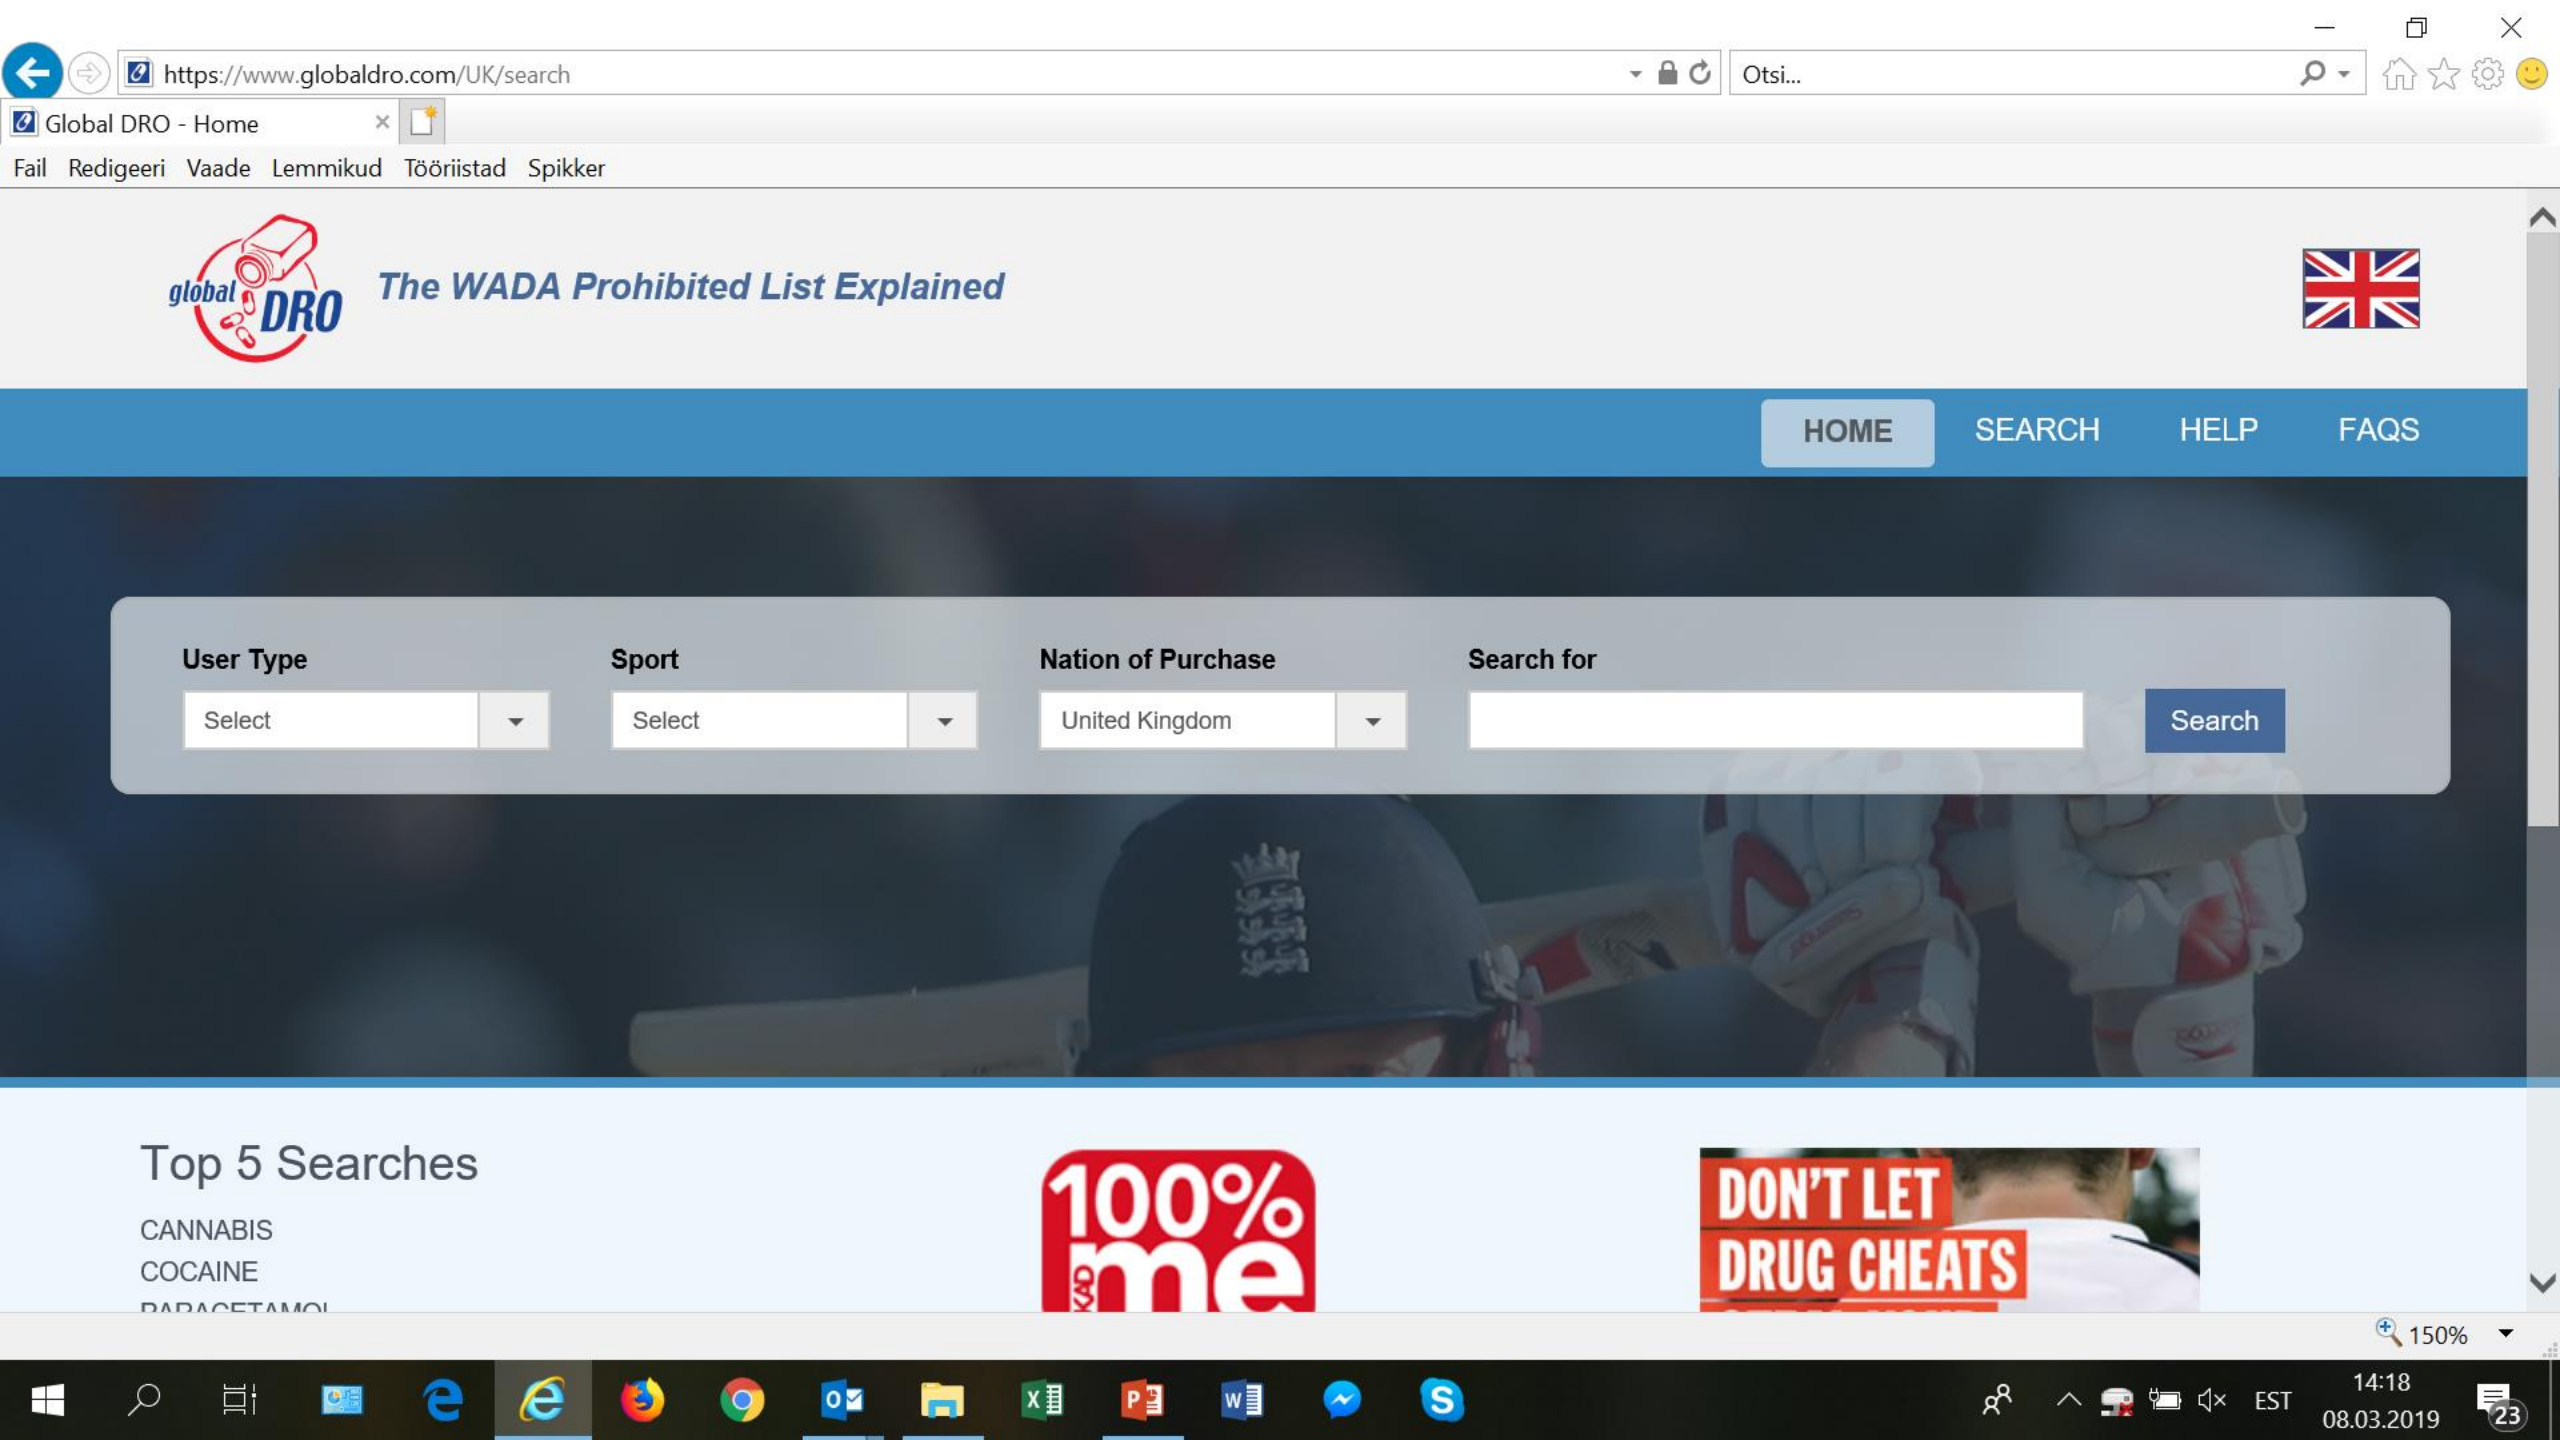 https://www.globaldro.com/UK/search
Otsi...
Global DRO - Home
Fail Redigeeri Vaade Lemmikud Tööriistad Spikker
global DRO
The WADA Prohibited List Explained
HOME SEARCH HELP FAQS
User Type Sport Nation of Purchase Search for
Select Select United Kingdom Search
Top 5 Searches
CANNABIS
COCAINE
PARACETAMOL
100%
me
DON'T LET
DRUG CHEATS
150%
EST
14:18
08.03.2019
23